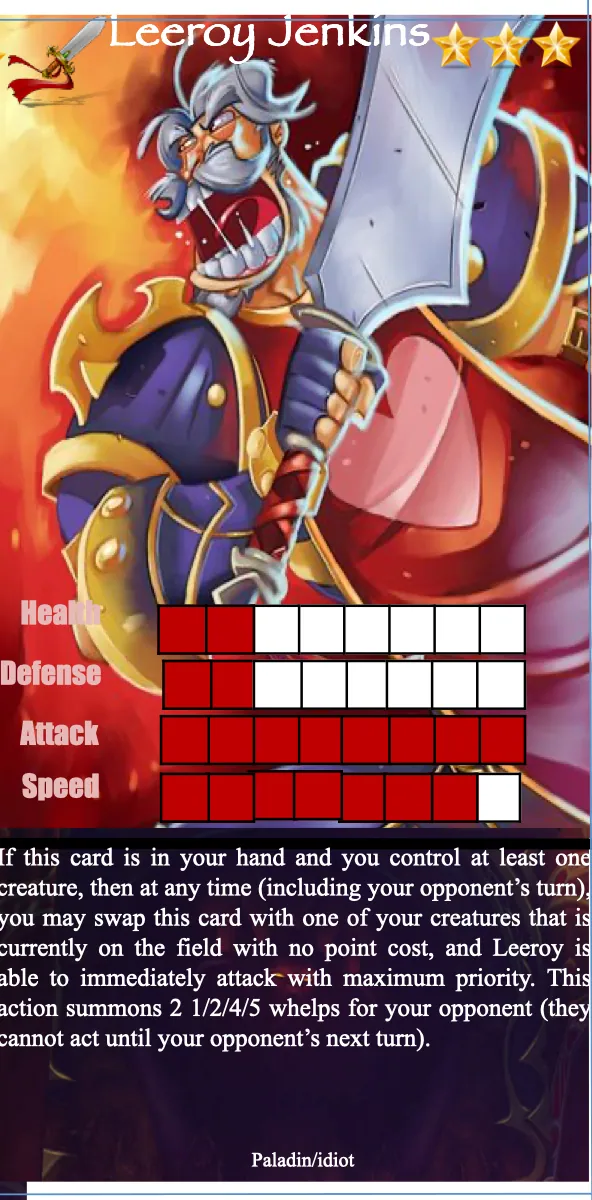 Leeroy Jenkins
Health
Defense
Attack
Speed
If this card is in your hand and you control at least one
creature, then at any time (including your opponent’s turn),
you may swap this card with one of your creatures that is
currently on the field with no point cost, and Leeroy is
able to immediately attack with maximum priority. This
action summons 2 1/2/4/5 whelps for your opponent (they
cannot act until your opponent’s next turn).
Paladin/idiot